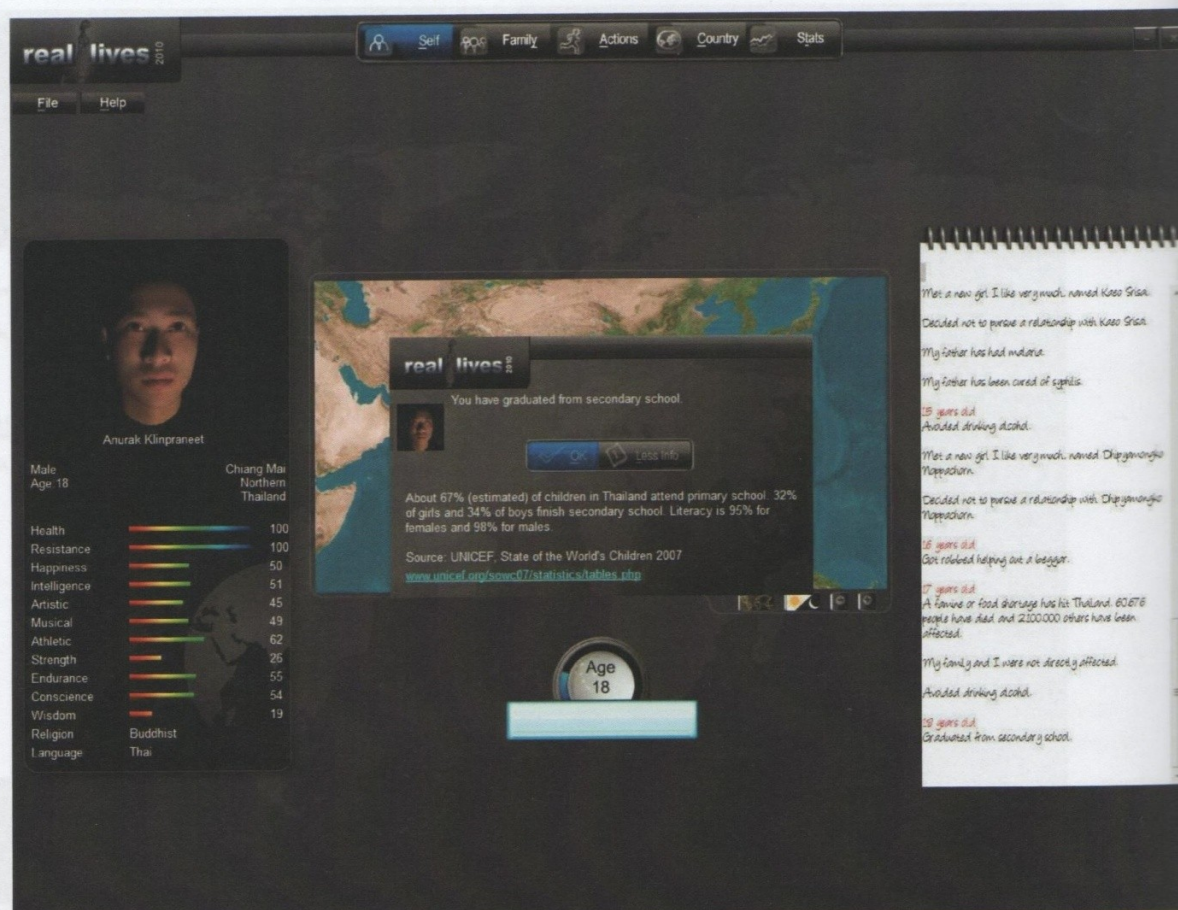 real lives 2010
Self Family Actions Country Stats
File Help
Anurak Klinpraneet
Male
Age 18
Chiang Mai
Northern
Thailand
Health 100
Resistance 100
Happiness 50
Intelligence 51
Artistic 45
Musical 49
Athletic 62
Strength 26
Endurance 55
Conscience 54
Wisdom 19
Religion Buddhist
Language Thai
real lives 2010
You have graduated from secondary school.
OK Less Info
About 67% (estimated) of children in Thailand attend primary school. 32%
of girls and 34% of boys finish secondary school. Literacy is 95% for
females and 98% for males.
Source: UNICEF, State of the World's Children 2007
www.unicef.org/sowc07/statistics/tables.php
Age
18
Met a new girl I like very much, named Kaeo Srisa.
Decided not to pursue a relationship with Kaeo Srisa.
My father has had malaria.
My father has been cured of syphilis.
15 years old
Avoided drinking alcohol.
Met a new girl I like very much, named Dhipyamongko
Noppachorn.
Decided not to pursue a relationship with Dhipyamongko
Noppachorn.
16 years old
Got robbed helping out a beggar.
17 years old
A famine or food shortage has hit Thailand. 60,676
people have died and 2,100,000 others have been
affected.
My family and I were not directly affected.
Avoided drinking alcohol.
18 years old
Graduated from secondary school.